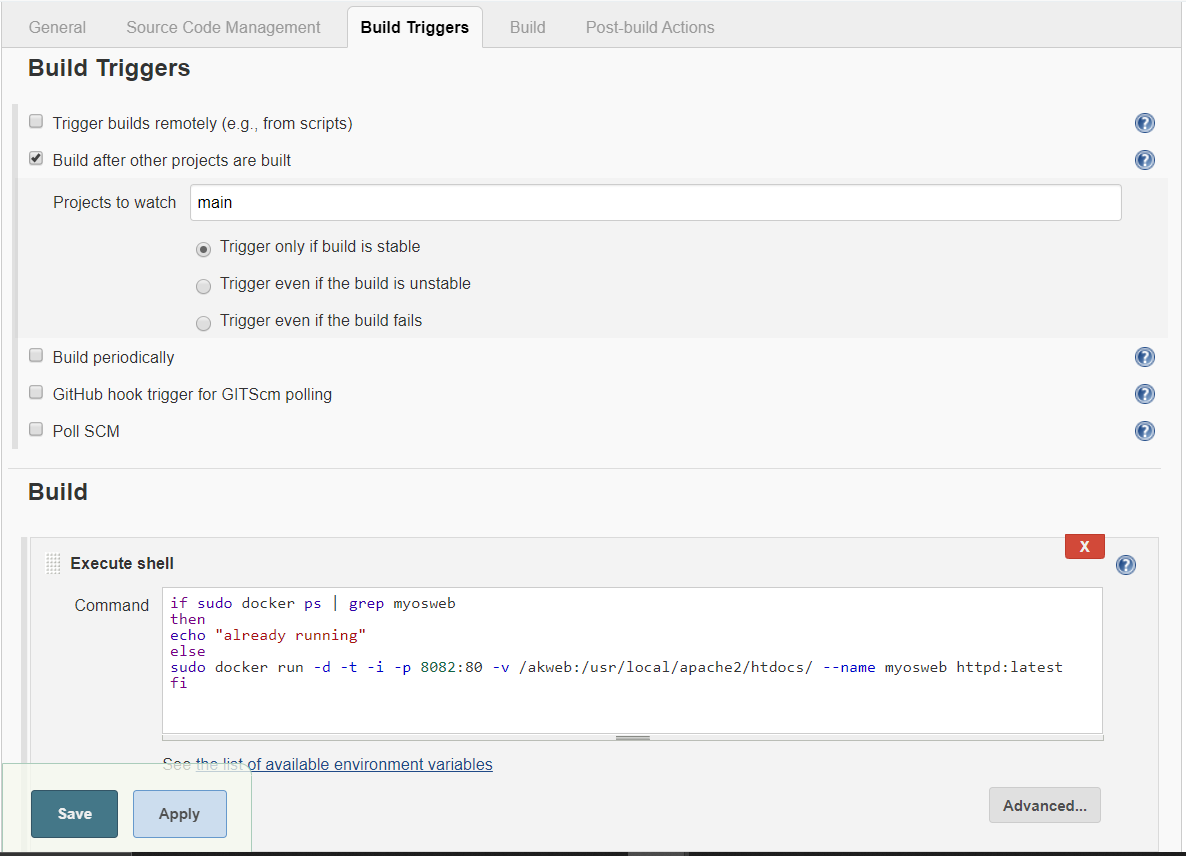 General Source Code Management Build Triggers Build Post-build Actions
Build Triggers
Trigger builds remotely (e.g., from scripts)
Build after other projects are built
Projects to watch main
Trigger only if build is stable
Trigger even if the build is unstable
Trigger even if the build fails
Build periodically
GitHub hook trigger for GITScm polling
Poll SCM
Build
X
Execute shell
Command if sudo docker ps | grep myosweb
then
echo "already running"
else
sudo docker run -d -t -i -p 8082:80 -v /akweb:/usr/local/apache2/htdocs/ --name myosweb httpd:latest
fi
See the list of available environment variables
Save Apply Advanced...